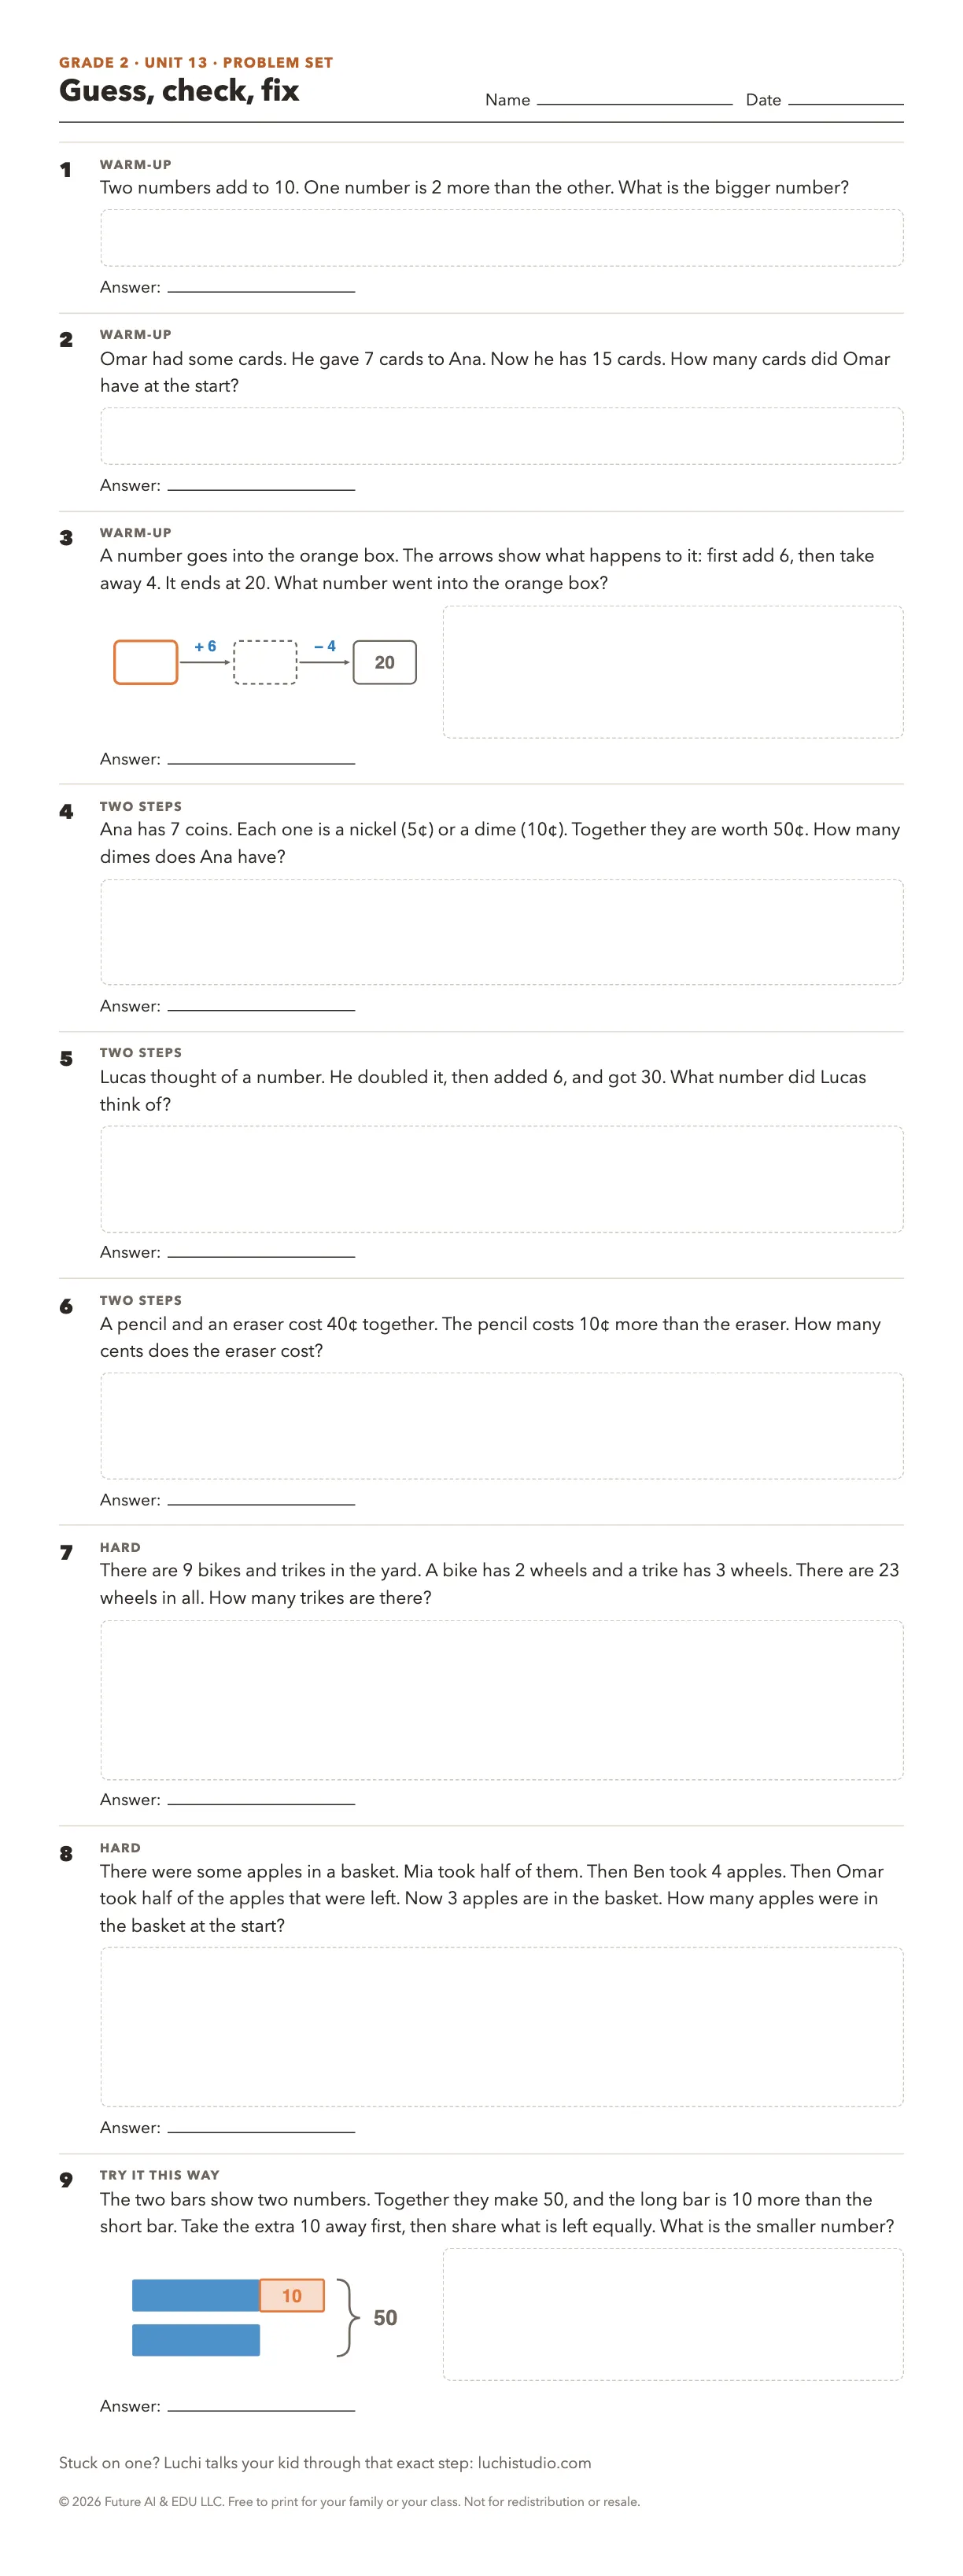 GRADE 2 · UNIT 13 · PROBLEM SET
Guess, check, fix
Name Date
1
WARM-UP
Two numbers add to 10. One number is 2 more than the other. What is the bigger number?
Answer:
2
WARM-UP
Omar had some cards. He gave 7 cards to Ana. Now he has 15 cards. How many cards did Omar
have at the start?
Answer:
3
WARM-UP
A number goes into the orange box. The arrows show what happens to it: first add 6, then take
away 4. It ends at 20. What number went into the orange box?
+ 6 − 4
20
Answer:
4
TWO STEPS
Ana has 7 coins. Each one is a nickel (5¢) or a dime (10¢). Together they are worth 50¢. How many
dimes does Ana have?
Answer:
5
TWO STEPS
Lucas thought of a number. He doubled it, then added 6, and got 30. What number did Lucas
think of?
Answer:
6
TWO STEPS
A pencil and an eraser cost 40¢ together. The pencil costs 10¢ more than the eraser. How many
cents does the eraser cost?
Answer:
7
HARD
There are 9 bikes and trikes in the yard. A bike has 2 wheels and a trike has 3 wheels. There are 23
wheels in all. How many trikes are there?
Answer:
8
HARD
There were some apples in a basket. Mia took half of them. Then Ben took 4 apples. Then Omar
took half of the apples that were left. Now 3 apples are in the basket. How many apples were in
the basket at the start?
Answer:
9
TRY IT THIS WAY
The two bars show two numbers. Together they make 50, and the long bar is 10 more than the
short bar. Take the extra 10 away first, then share what is left equally. What is the smaller number?
10
50
Answer:
Stuck on one? Luchi talks your kid through that exact step: luchistudio.com
© 2026 Future AI & EDU LLC. Free to print for your family or your class. Not for redistribution or resale.